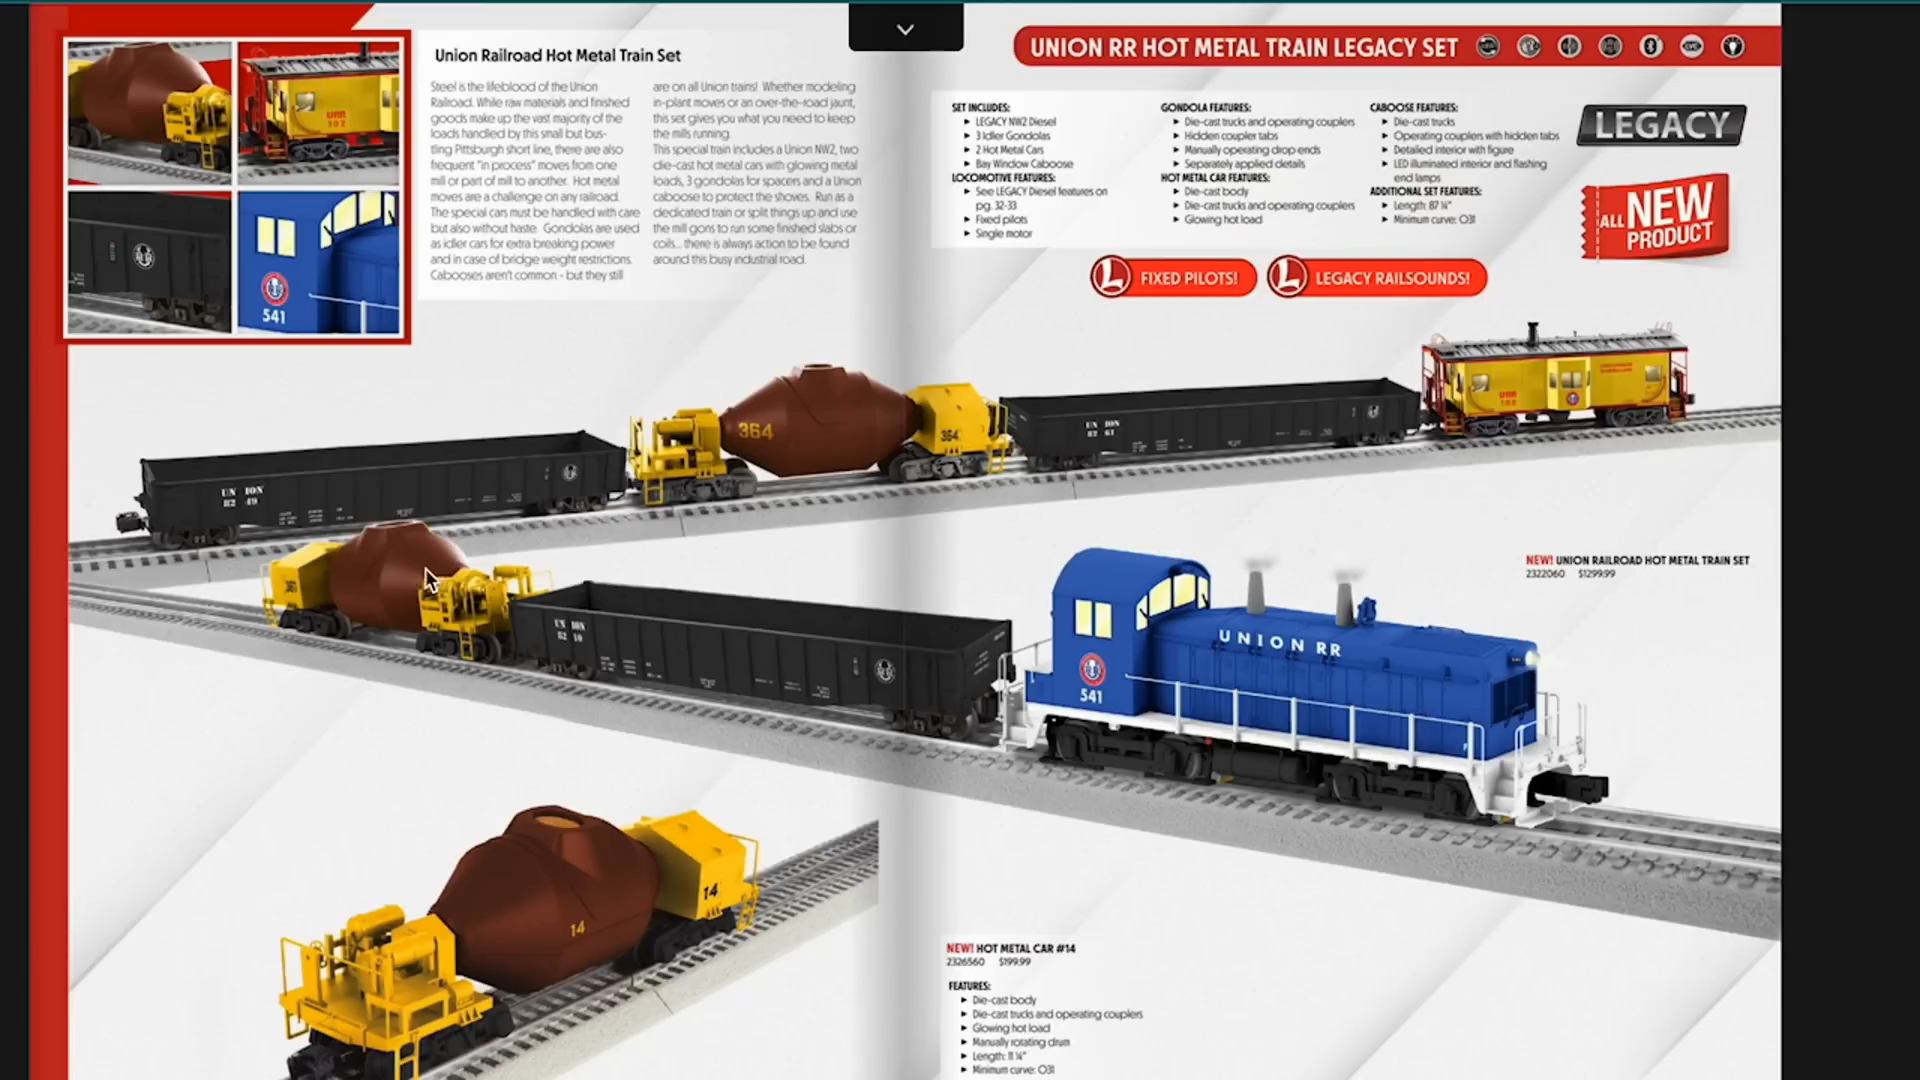 Union Railroad Hot Metal Train Set
Steel is the lifeblood of the Union
Railroad. While raw materials and finished
goods make up the vast majority of the
loads handled by this small but bus-
tling Pittsburgh short line, there are also
frequent "in process" moves from one
mill or part of mill to another. Hot metal
moves are a challenge on any railroad.
The special cars must be handled with care
but also without haste. Gondolas are used
as idler cars for extra breaking power
and in case of bridge weight restrictions.
Cabooses aren't common - but they still
are on all Union trains! Whether modeling
in-plant moves or an over-the-road jaunt,
this set gives you what you need to keep
the mills running.
This special train includes a Union NW2, two
die-cast hot metal cars with glowing metal
loads, 3 gondolas for spacers and a Union
caboose to protect the shoves. Run as a
dedicated train or split things up and use
the mill gons to run some finished slabs or
coils... there is always action to be found
around this busy industrial road.
UNION RR HOT METAL TRAIN LEGACY SET
SET INCLUDES:
► LEGACY NW2 Diesel
► 3 Idler Gondolas
► 2 Hot Metal Cars
► Bay Window Caboose
LOCOMOTIVE FEATURES:
► See LEGACY Diesel features on
pg. 32-33
► Fixed pilots
► Single motor
GONDOLA FEATURES:
► Die-cast trucks and operating couplers
► Hidden coupler tabs
► Manually operating drop ends
► Separately applied details
HOT METAL CAR FEATURES:
► Die-cast body
► Die-cast trucks and operating couplers
► Glowing hot load
CABOOSE FEATURES:
► Die-cast trucks
► Operating couplers with hidden tabs
► Detailed interior with figure
► LED illuminated interior and flashing
end lamps
ADDITIONAL SET FEATURES:
► Length: 87 ¼"
► Minimum curve: O31
LEGACY
ALL NEW
PRODUCT
L FIXED PILOTS!
L LEGACY RAILSOUNDS!
URR
102
541
364
364
UNION
82 61
URR
102
UNION
82 49
361
UNION
82 10
UNION RR
541
NEW! UNION RAILROAD HOT METAL TRAIN SET
2322060 $1299.99
14
14
NEW! HOT METAL CAR #14
2326560 $199.99
FEATURES:
► Die-cast body
► Die-cast trucks and operating couplers
► Glowing hot load
► Manually rotating drum
► Length: 11 ¼"
► Minimum curve: O31